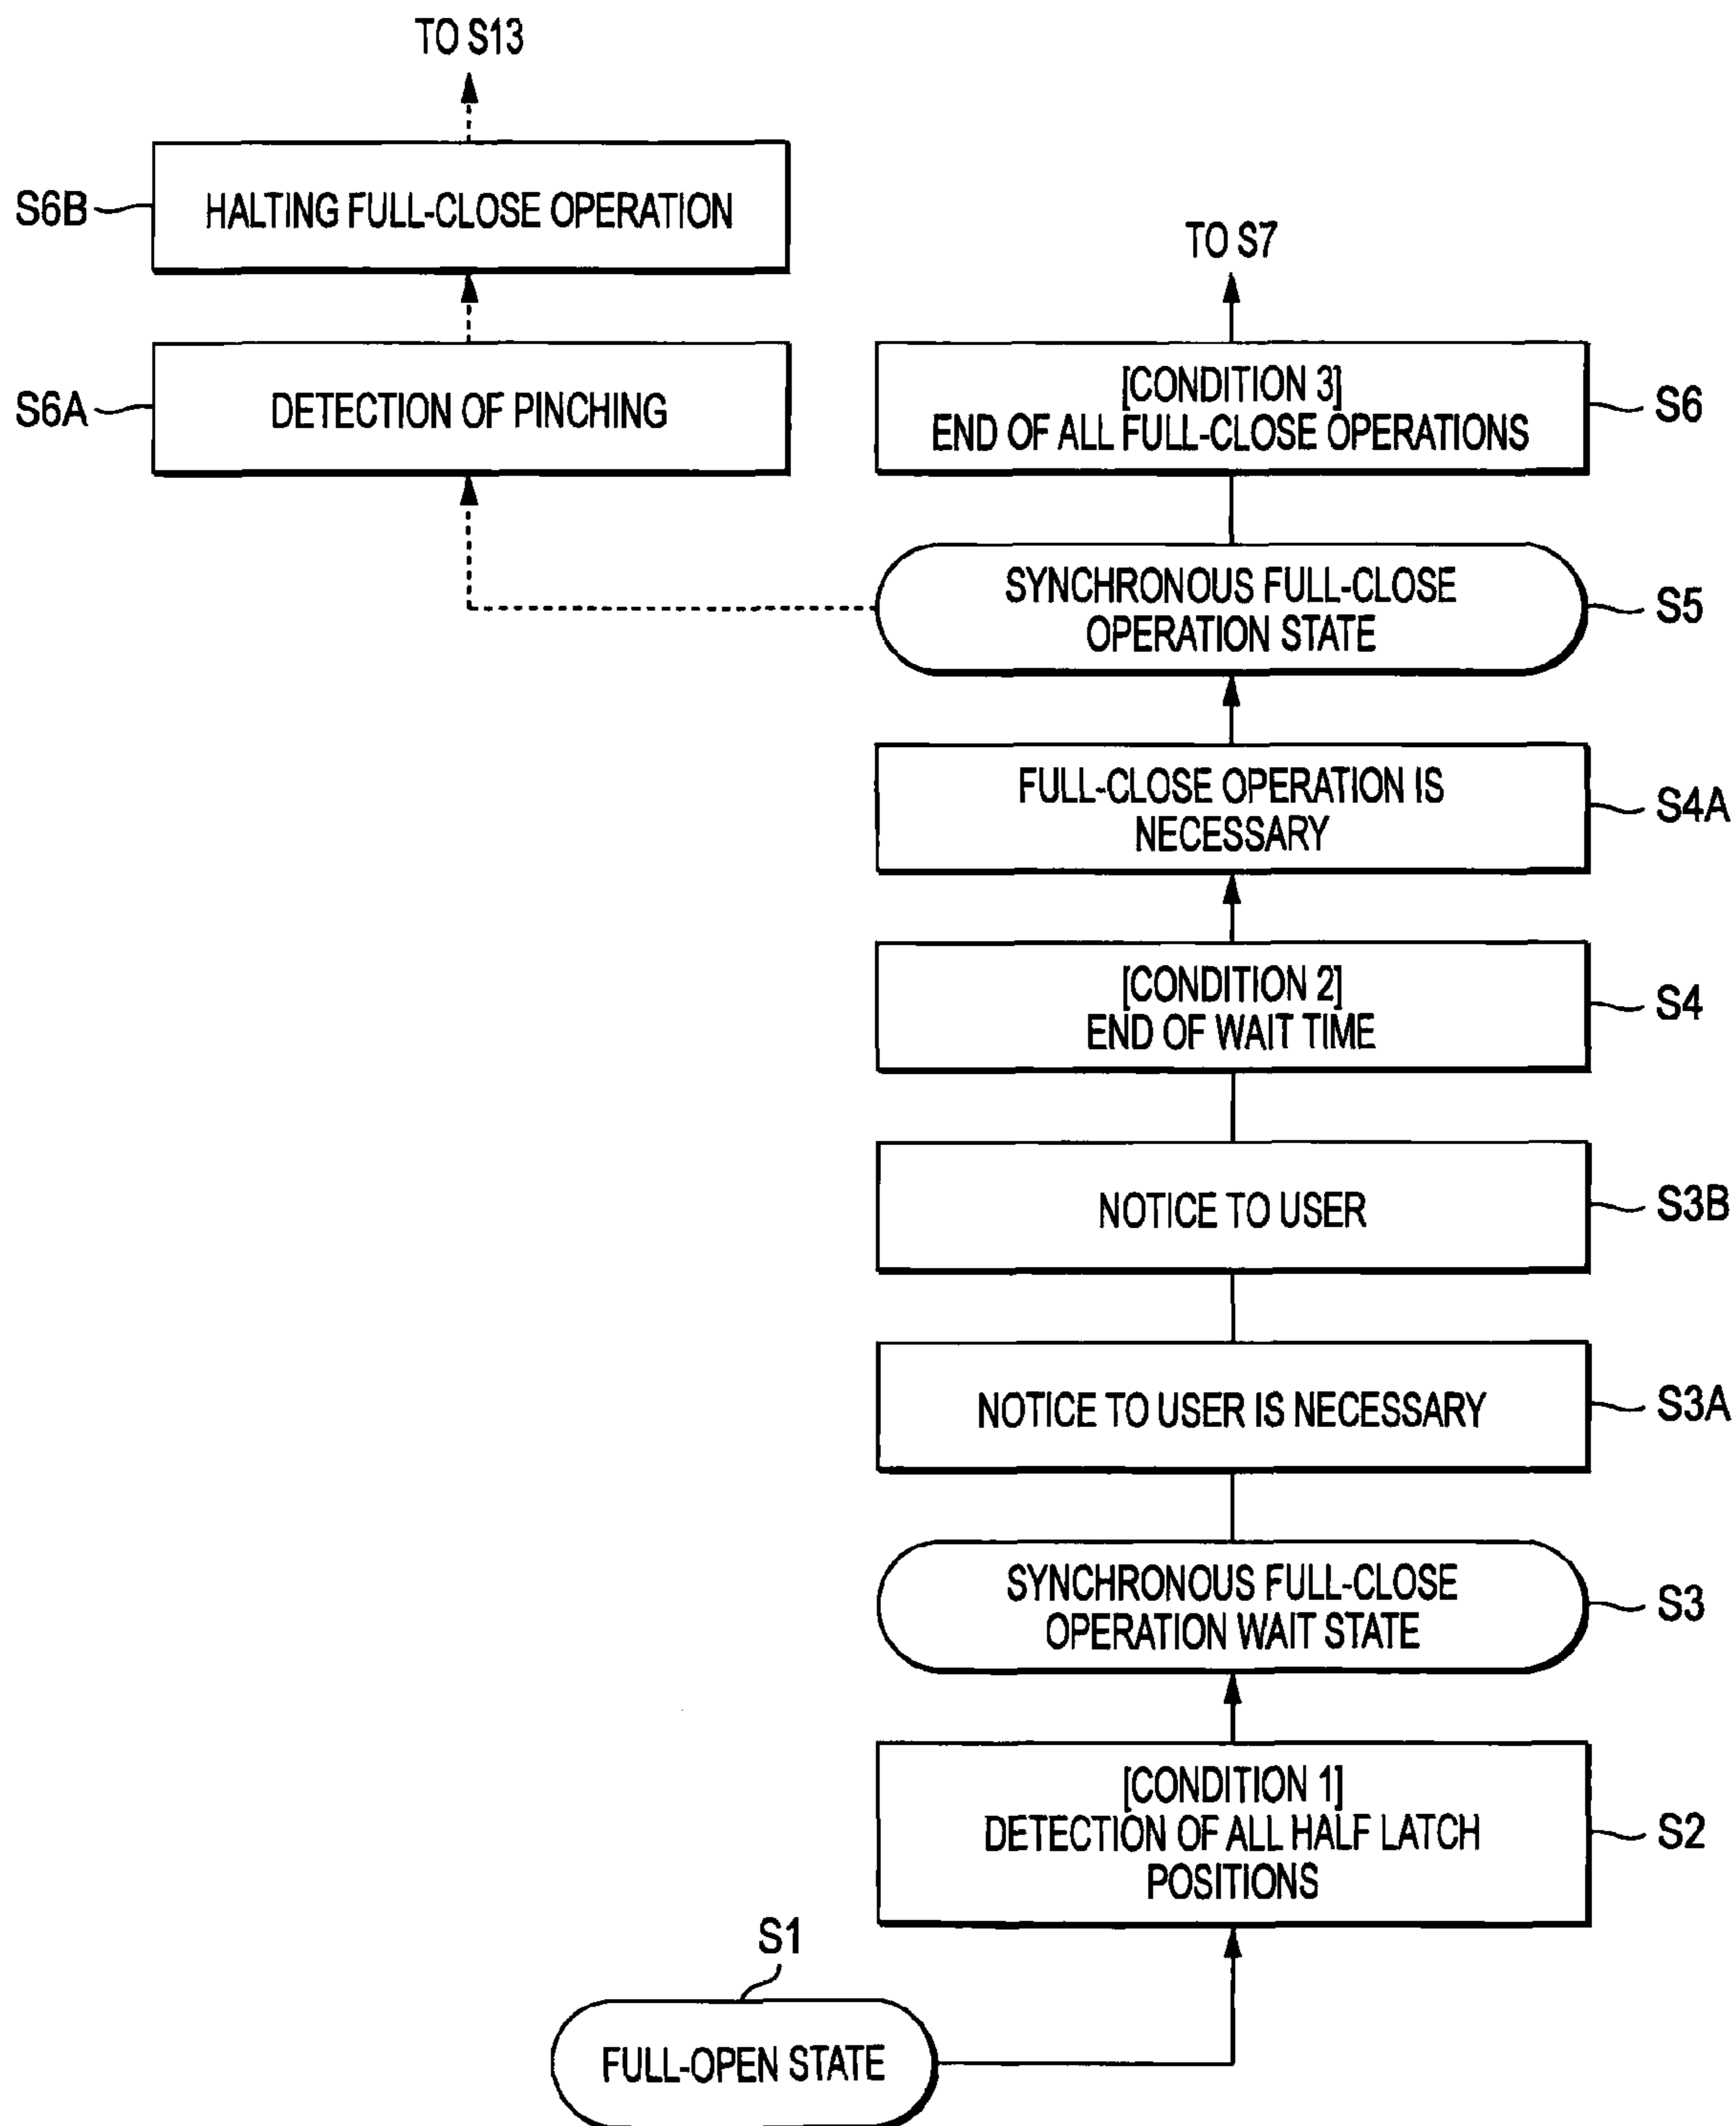 TO S13
S6B
HALTING FULL-CLOSE OPERATION
TO S7
S6A
DETECTION OF PINCHING
[CONDITION 3]
END OF ALL FULL-CLOSE OPERATIONS
S6
SYNCHRONOUS FULL-CLOSE
OPERATION STATE
S5
FULL-CLOSE OPERATION IS
NECESSARY
S4A
[CONDITION 2]
END OF WAIT TIME
S4
NOTICE TO USER
S3B
NOTICE TO USER IS NECESSARY
S3A
SYNCHRONOUS FULL-CLOSE
OPERATION WAIT STATE
S3
[CONDITION 1]
DETECTION OF ALL HALF LATCH
POSITIONS
S2
S1
FULL-OPEN STATE